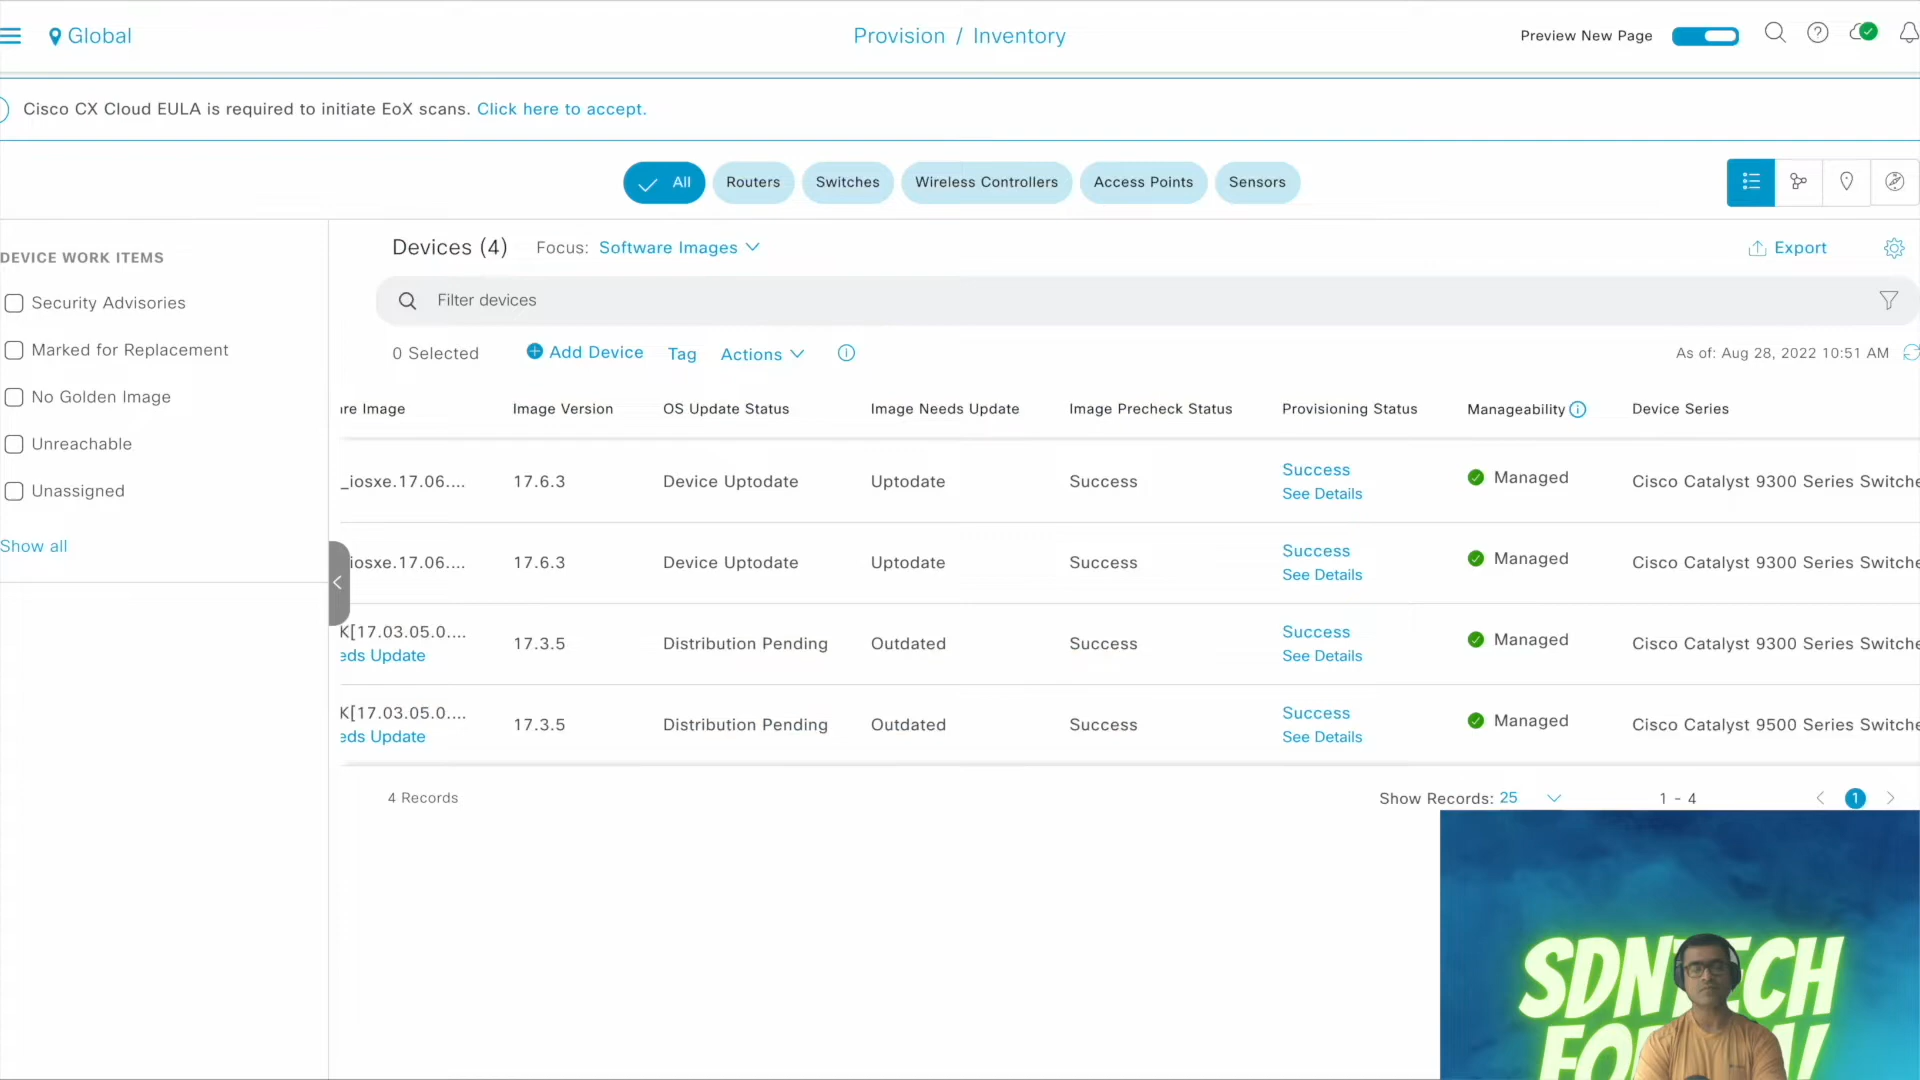 Global
Provision / Inventory
Preview New Page
Cisco CX Cloud EULA is required to initiate EoX scans. Click here to accept.
All Routers Switches Wireless Controllers Access Points Sensors
DEVICE WORK ITEMS
Security Advisories
Marked for Replacement
No Golden Image
Unreachable
Unassigned
Show all
Devices (4) Focus: Software Images
Export
Filter devices
0 Selected Add Device Tag Actions
As of: Aug 28, 2022 10:51 AM
re Image Image Version OS Update Status Image Needs Update Image Precheck Status Provisioning Status Manageability Device Series
_iosxe.17.06.... 17.6.3 Device Uptodate Uptodate Success Success Managed Cisco Catalyst 9300 Series Switche
See Details
iosxe.17.06.... 17.6.3 Device Uptodate Uptodate Success Success Managed Cisco Catalyst 9300 Series Switche
See Details
K[17.03.05.0.... 17.3.5 Distribution Pending Outdated Success Success Managed Cisco Catalyst 9300 Series Switche
eds Update See Details
K[17.03.05.0.... 17.3.5 Distribution Pending Outdated Success Success Managed Cisco Catalyst 9500 Series Switche
eds Update See Details
4 Records
Show Records: 25 1 - 4 1